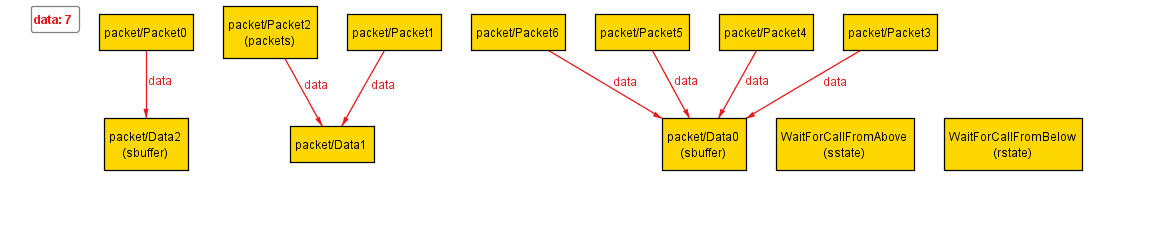 data: 7
packet/Packet0
packet/Packet2
(packets)
packet/Packet1
packet/Packet6
packet/Packet5
packet/Packet4
packet/Packet3
data
data
data
data
data
data
data
packet/Data2
(sbuffer)
packet/Data1
packet/Data0
(sbuffer)
WaitForCallFromAbove
(sstate)
WaitForCallFromBelow
(rstate)